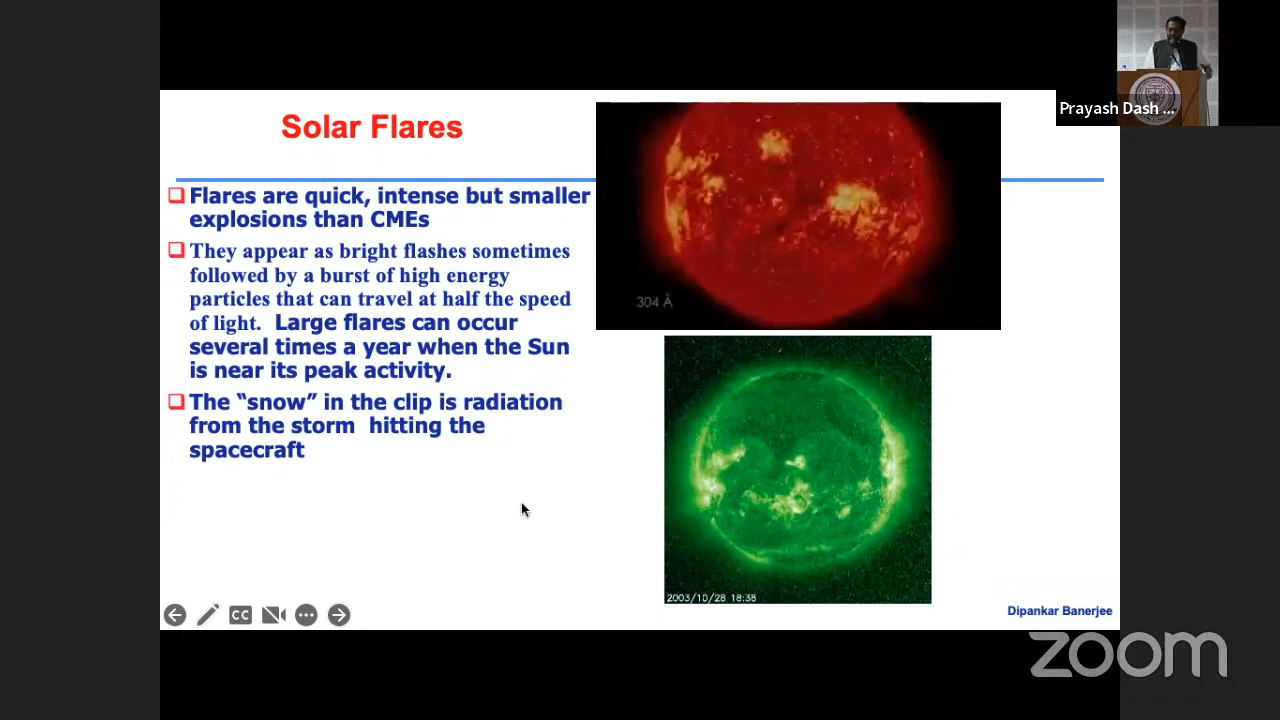 Solar Flares
Flares are quick, intense but smaller
explosions than CMEs
They appear as bright flashes sometimes
followed by a burst of high energy
particles that can travel at half the speed
of light. Large flares can occur
several times a year when the Sun
is near its peak activity.
The “snow” in the clip is radiation
from the storm hitting the
spacecraft
304 Å
2003/10/28 18:38
Dipankar Banerjee
CC
Prayash Dash ...
zoom